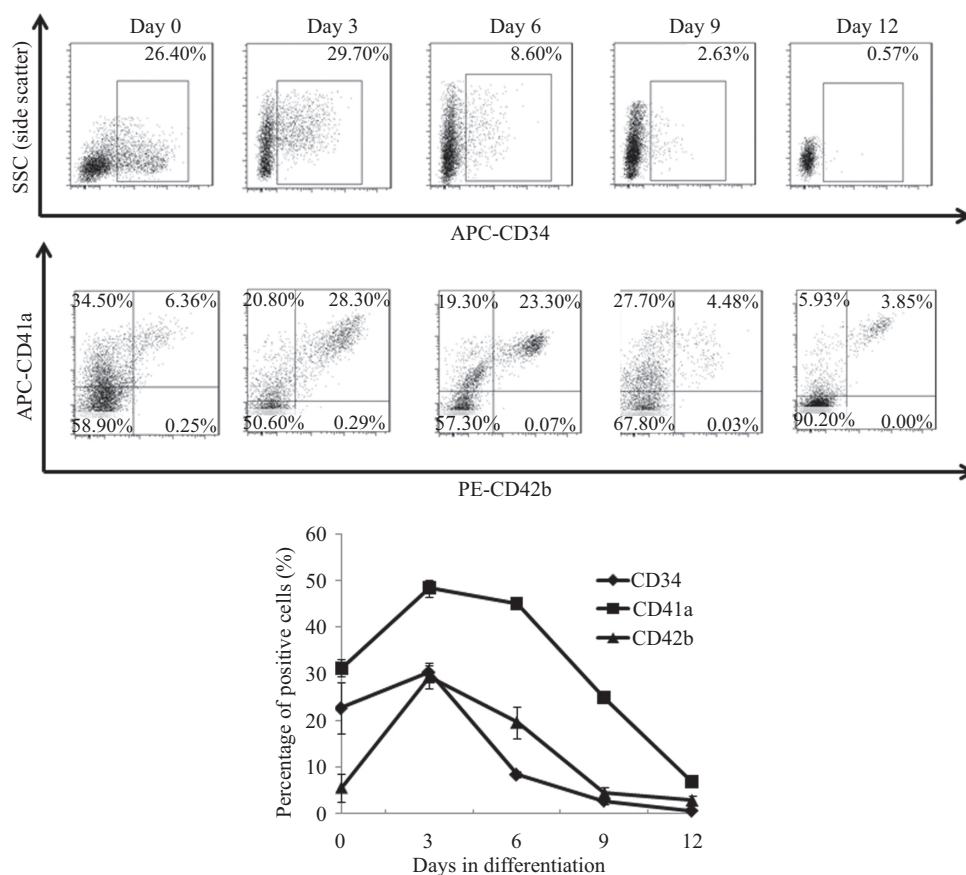 Day 0 Day 3 Day 6 Day 9 Day 12
26.40% 29.70% 8.60% 2.63% 0.57%
SSC (side scatter)
APC-CD34
34.50% 6.36% 20.80% 28.30% 19.30% 23.30% 27.70% 4.48% 5.93% 3.85%
APC-CD41a
58.90% 0.25% 50.60% 0.29% 57.30% 0.07% 67.80% 0.03% 90.20% 0.00%
PE-CD42b
Percentage of positive cells (%)
60
50
40
30
20
10
0
CD34
CD41a
CD42b
0 3 6 9 12
Days in differentiation